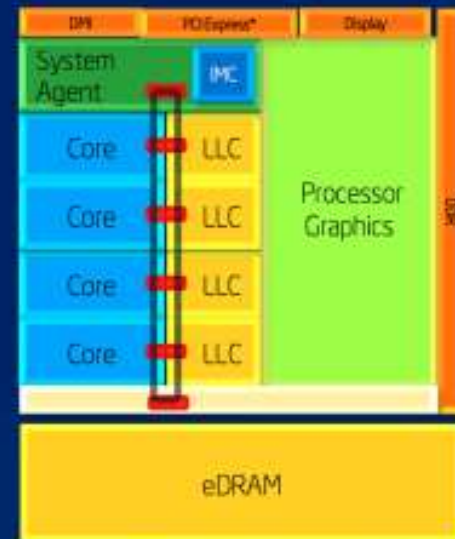 DMI
PCI Express*
Display
System
Agent
IMC
Core
LLC
Core
LLC
Core
LLC
Core
LLC
Processor
Graphics
eDRAM